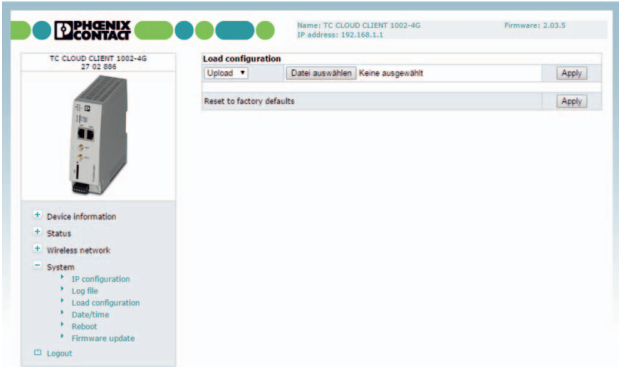 PHŒNIX CONTACT
Name: TC CLOUD CLIENT 1002-4G
IP address: 192.168.1.1
Firmware: 2.03.5
TC CLOUD CLIENT 1002-4G
27 02 886
Device information
Status
Wireless network
System
IP configuration
Log file
Load configuration
Date/time
Reboot
Firmware update
Logout
Load configuration
Upload Datei auswählen Keine ausgewählt Apply
Reset to factory defaults Apply